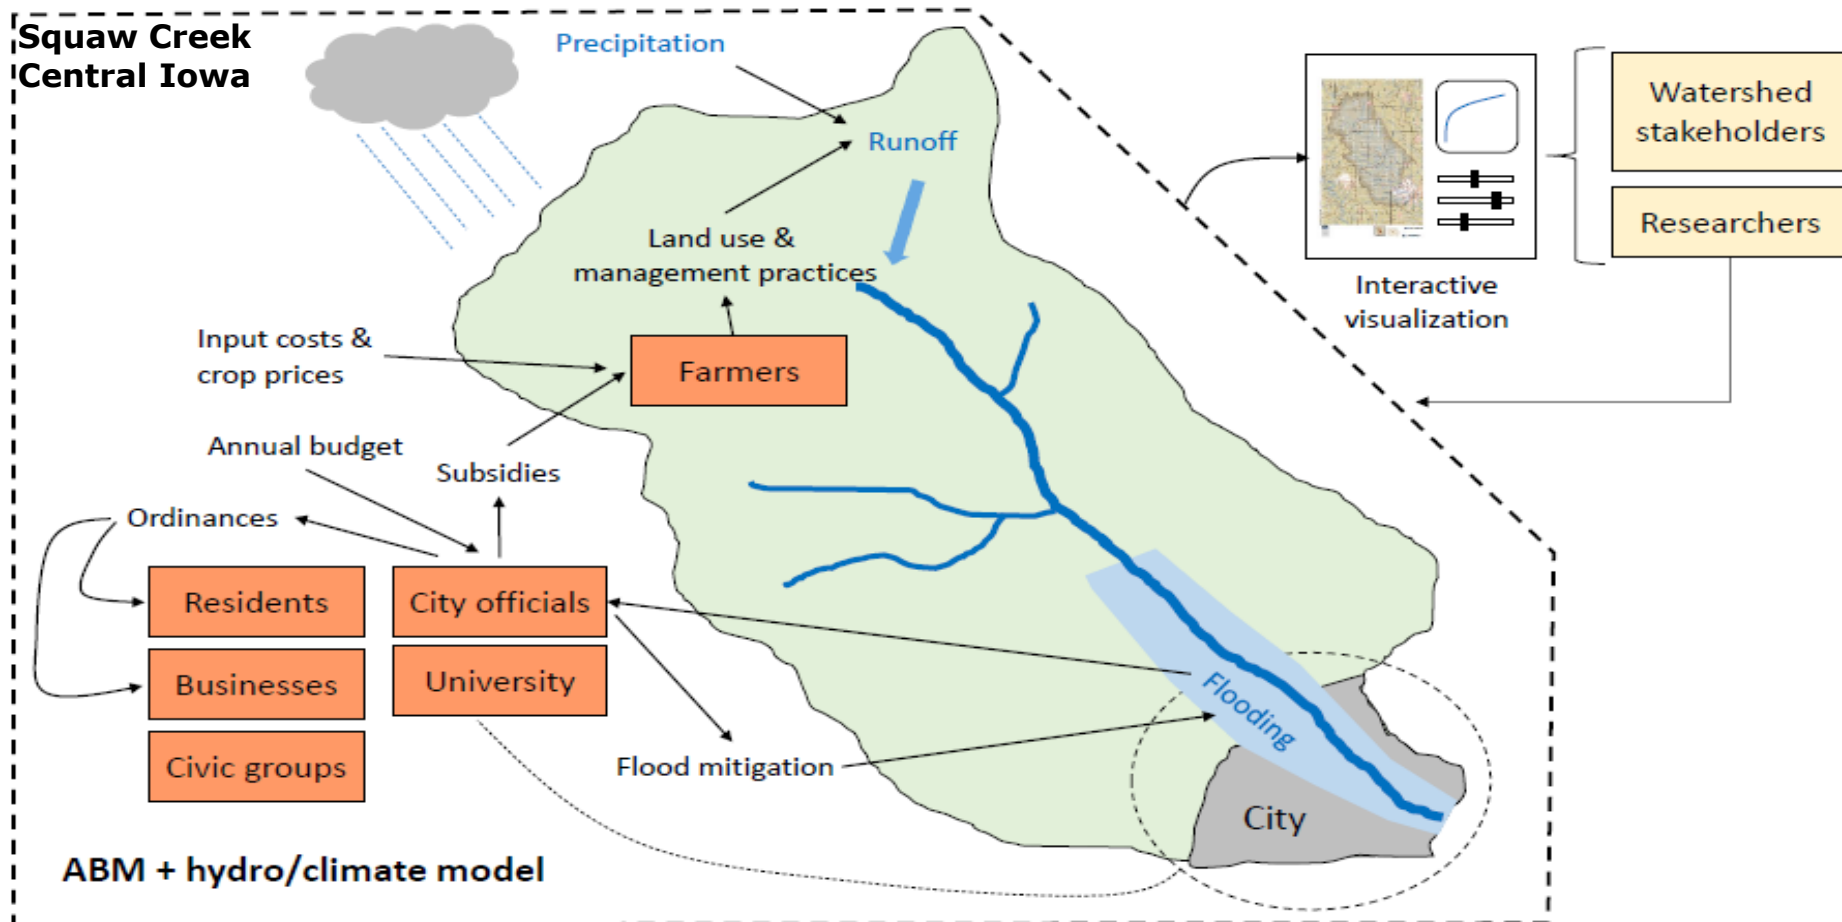 Squaw Creek
Central Iowa
Precipitation
Runoff
Land use &
management practices
Input costs &
crop prices
Farmers
Annual budget
Subsidies
Ordinances
Residents
City officials
Businesses
University
Civic groups
Flood mitigation
Flooding
City
ABM + hydro/climate model
Interactive
visualization
Watershed
stakeholders
Researchers